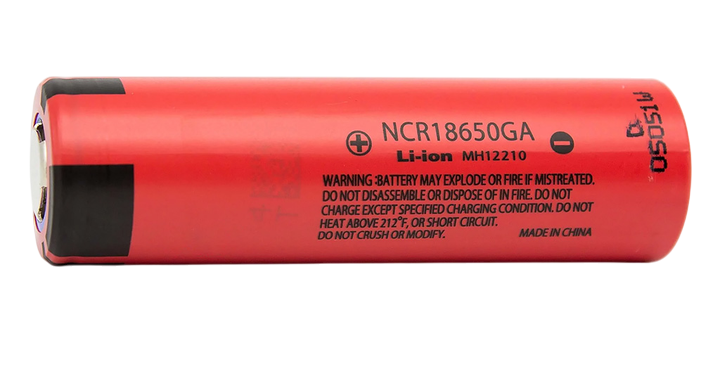 ⊕ NCR18650GA ⊖
Li-ion MH12210
WARNING :BATTERY MAY EXPLODE OR FIRE IF MISTREATED.
DO NOT DISASSEMBLE OR DISPOSE OF IN FIRE. DO NOT
CHARGE EXCEPT SPECIFIED CHARGING CONDITION. DO NOT
HEAT ABOVE 212°F, OR SHORT CIRCUIT.
DO NOT CRUSH OR MODIFY. MADE IN CHINA